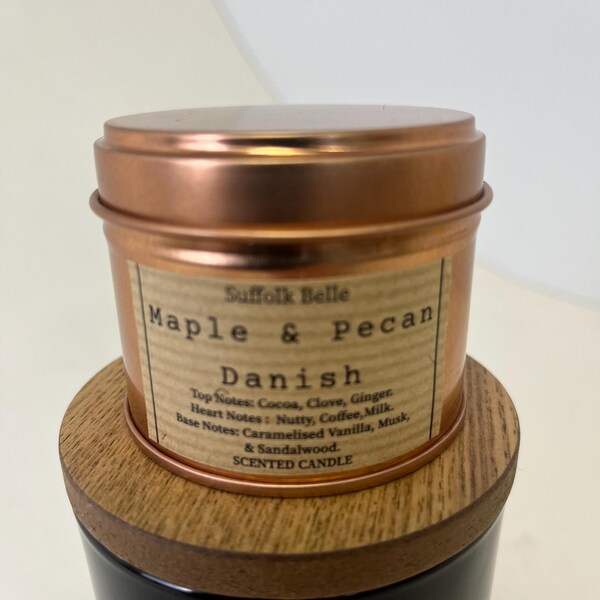 Suffolk Belle
Maple & Pecan
Danish
Top Notes: Cocoa, Clove, Ginger.
Heart Notes : Nutty, Coffee,Milk.
Base Notes: Caramelised Vanilla, Musk,
& Sandalwood.
SCENTED CANDLE